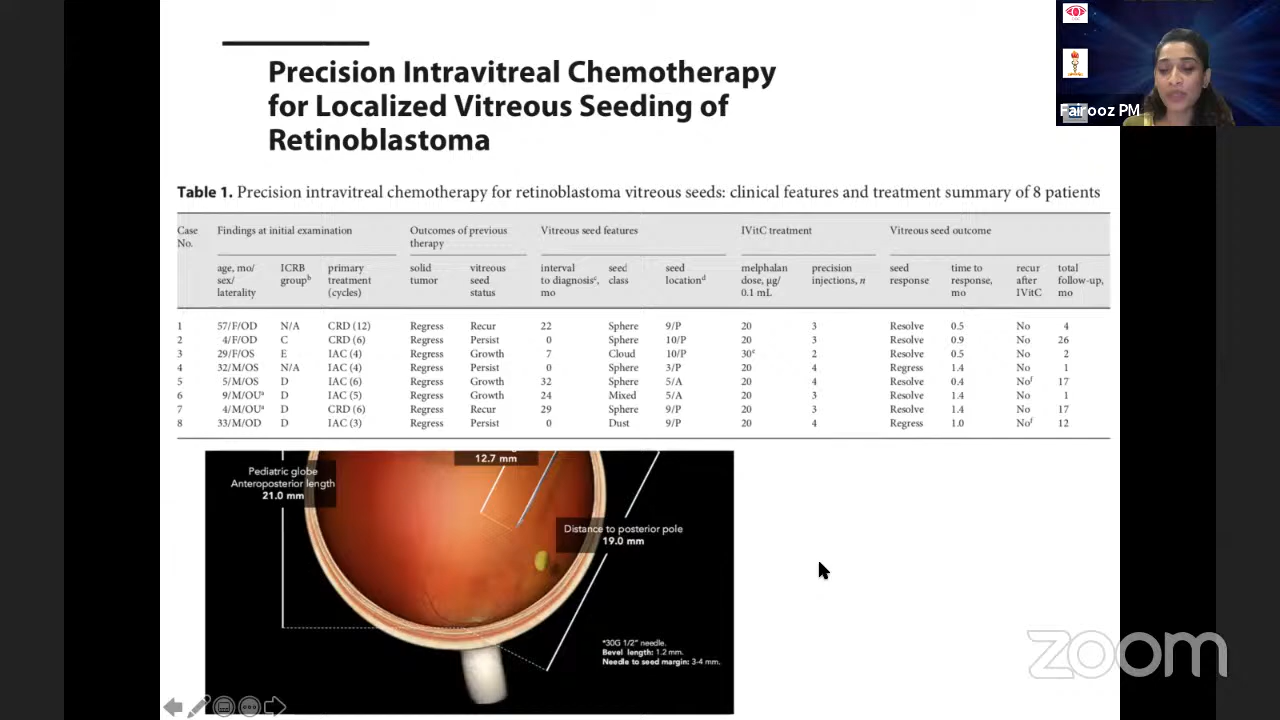 Precision Intravitreal Chemotherapy
for Localized Vitreous Seeding of
Retinoblastoma
Fairooz PM
Table 1. Precision intravitreal chemotherapy for retinoblastoma vitreous seeds: clinical features and treatment summary of 8 patients
Case No. Findings at initial examination Outcomes of previous therapy Vitreous seed features IVitC treatment Vitreous seed outcome
age, mo/ sex/ laterality ICRB groupᵇ primary treatment (cycles) solid tumor vitreous seed status interval to diagnosisᶜ, mo seed class seed locationᵈ melphalan dose, µg/ 0.1 mL precision injections, n seed response time to response, mo recur after IVitC total follow-up, mo
1 57/F/OD N/A CRD (12) Regress Recur 22 Sphere 9/P 20 3 Resolve 0.5 No 4
2 4/F/OD C CRD (6) Regress Persist 0 Sphere 10/P 20 3 Resolve 0.9 No 26
3 29/F/OS E IAC (4) Regress Growth 7 Cloud 10/P 30ᵉ 2 Resolve 0.5 No 2
4 32/M/OS N/A IAC (4) Regress Persist 0 Sphere 3/P 20 4 Regress 1.4 No 1
5 5/M/OS D IAC (6) Regress Growth 32 Sphere 5/A 20 4 Resolve 0.4 Noᶠ 17
6 9/M/OUᵃ D IAC (5) Regress Growth 24 Mixed 5/A 20 3 Resolve 1.4 No 1
7 4/M/OUᵃ D CRD (6) Regress Recur 29 Sphere 9/P 20 3 Resolve 1.4 No 17
8 33/M/OD D IAC (3) Regress Persist 0 Dust 9/P 20 4 Regress 1.0 Noᶠ 12
12.7 mm
Pediatric globe
Anteroposterior length
21.0 mm
Distance to posterior pole
19.0 mm
*30G 1/2" needle.
Bevel length: 1.2 mm.
Needle to seed margin: 3-4 mm.
zoom